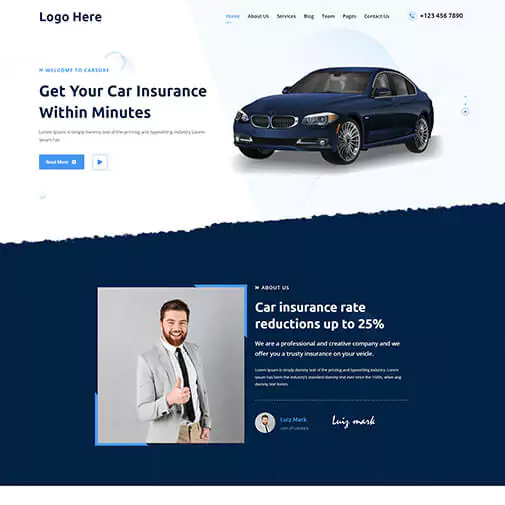 Logo Here
Home About Us Services Blog Team Pages Contact Us
+123 456 7890
WELCOME TO CARSORE
Get Your Car Insurance
Within Minutes
Lorem Ipsum is simply dummy text of the printing and typesetting industry Lorem
Ipsum has
Read More
ABOUT US
Car insurance rate
reductions up to 25%
We are a professional and creative company and we
offer you a trusty insurance on your veicle.
Lorem Ipsum is simply dummy text of the printing and typesetting industry. Lorem
Ipsum has been the industry's standard dummy text ever since the 1500s, when an
dummy text lorem.
Luiz Mark
Luiz mark